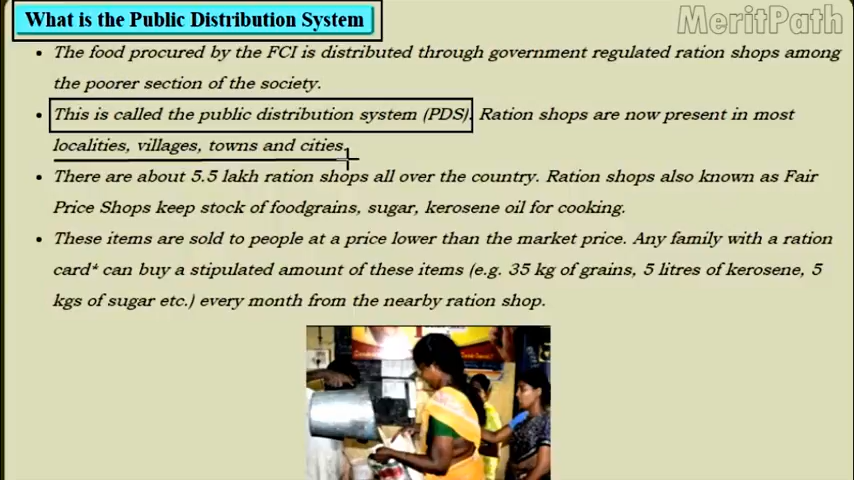 What is the Public Distribution System
MeritPath
The food procured by the FCI is distributed through government regulated ration shops among
the poorer section of the society.
This is called the public distribution system (PDS). Ration shops are now present in most
localities, villages, towns and cities.
There are about 5.5 lakh ration shops all over the country. Ration shops also known as Fair
Price Shops keep stock of foodgrains, sugar, kerosene oil for cooking.
These items are sold to people at a price lower than the market price. Any family with a ration
card* can buy a stipulated amount of these items (e.g. 35 kg of grains, 5 litres of kerosene, 5
kgs of sugar etc.) every month from the nearby ration shop.